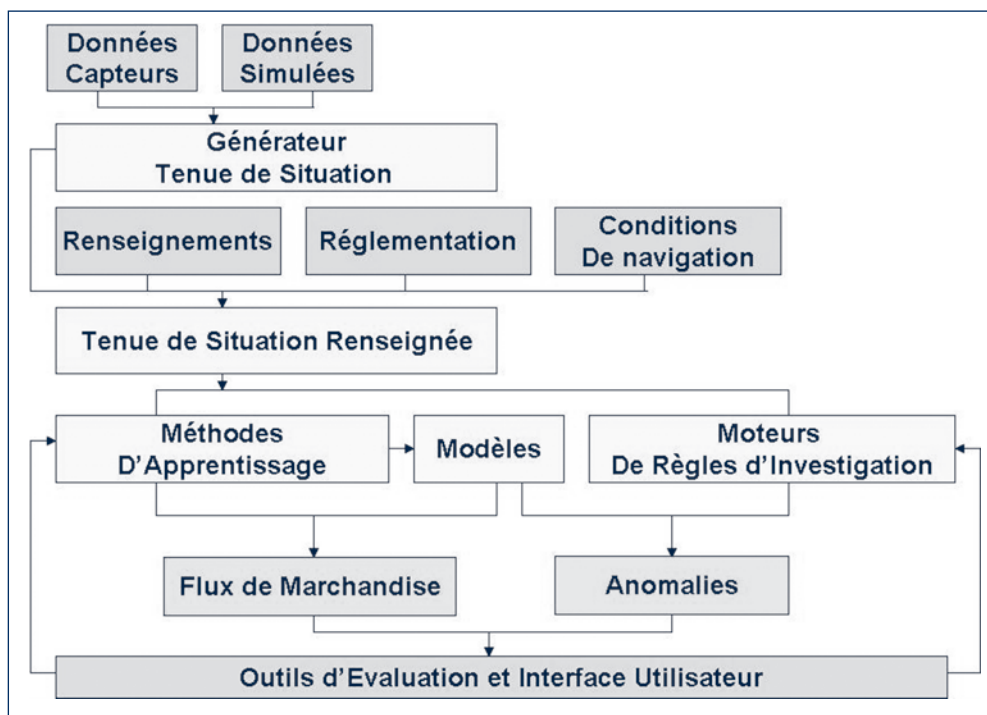 Données
Capteurs
Données
Simulées
Générateur
Tenue de Situation
Renseignements
Réglementation
Conditions
De navigation
Tenue de Situation Renseignée
Méthodes
D'Apprentissage
Modèles
Moteurs
De Règles d'Investigation
Flux de Marchandise
Anomalies
Outils d'Evaluation et Interface Utilisateur